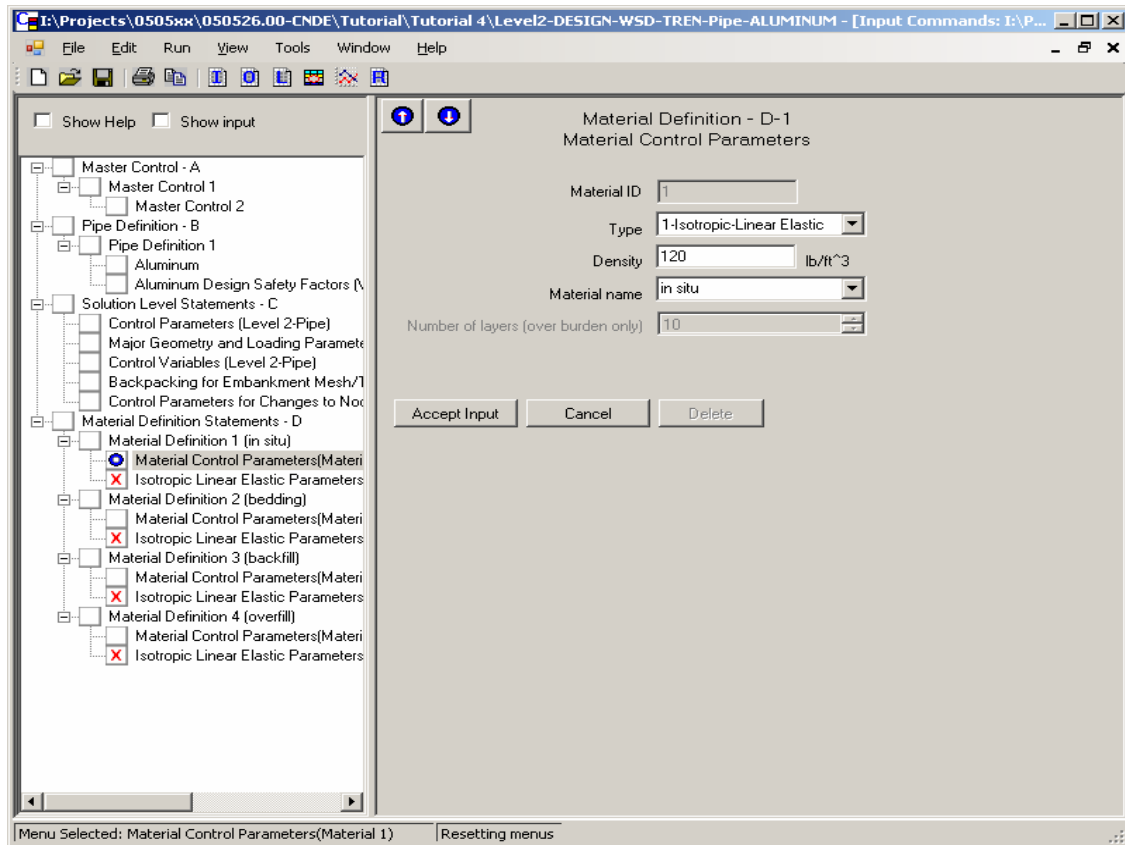 I:\Projects\0505xx\050526.00-CNDE\Tutorial\Tutorial 4\Level2-DESIGN-WSD-TREN-Pipe-ALUMINUM - [Input Commands: I:\P...
File Edit Run View Tools Window Help
Show Help Show input
Master Control - A
Master Control 1
Master Control 2
Pipe Definition - B
Pipe Definition 1
Aluminum
Aluminum Design Safety Factors (
Solution Level Statements - C
Control Parameters (Level 2-Pipe)
Major Geometry and Loading Paramete
Control Variables (Level 2-Pipe)
Backpacking for Embankment Mesh/T
Control Parameters for Changes to Nod
Material Definition Statements - D
Material Definition 1 (in situ)
Material Control Parameters(Materi
Isotropic Linear Elastic Parameters
Material Definition 2 (bedding)
Material Control Parameters(Materi
Isotropic Linear Elastic Parameters
Material Definition 3 (backfill)
Material Control Parameters(Materi
Isotropic Linear Elastic Parameters
Material Definition 4 (overfill)
Material Control Parameters(Materi
Isotropic Linear Elastic Parameters
Material Definition - D-1
Material Control Parameters
Material ID 1
Type 1-Isotropic-Linear Elastic
Density 120 lb/ft^3
Material name in situ
Number of layers (over burden only) 10
Accept Input Cancel Delete
Menu Selected: Material Control Parameters(Material 1) Resetting menus